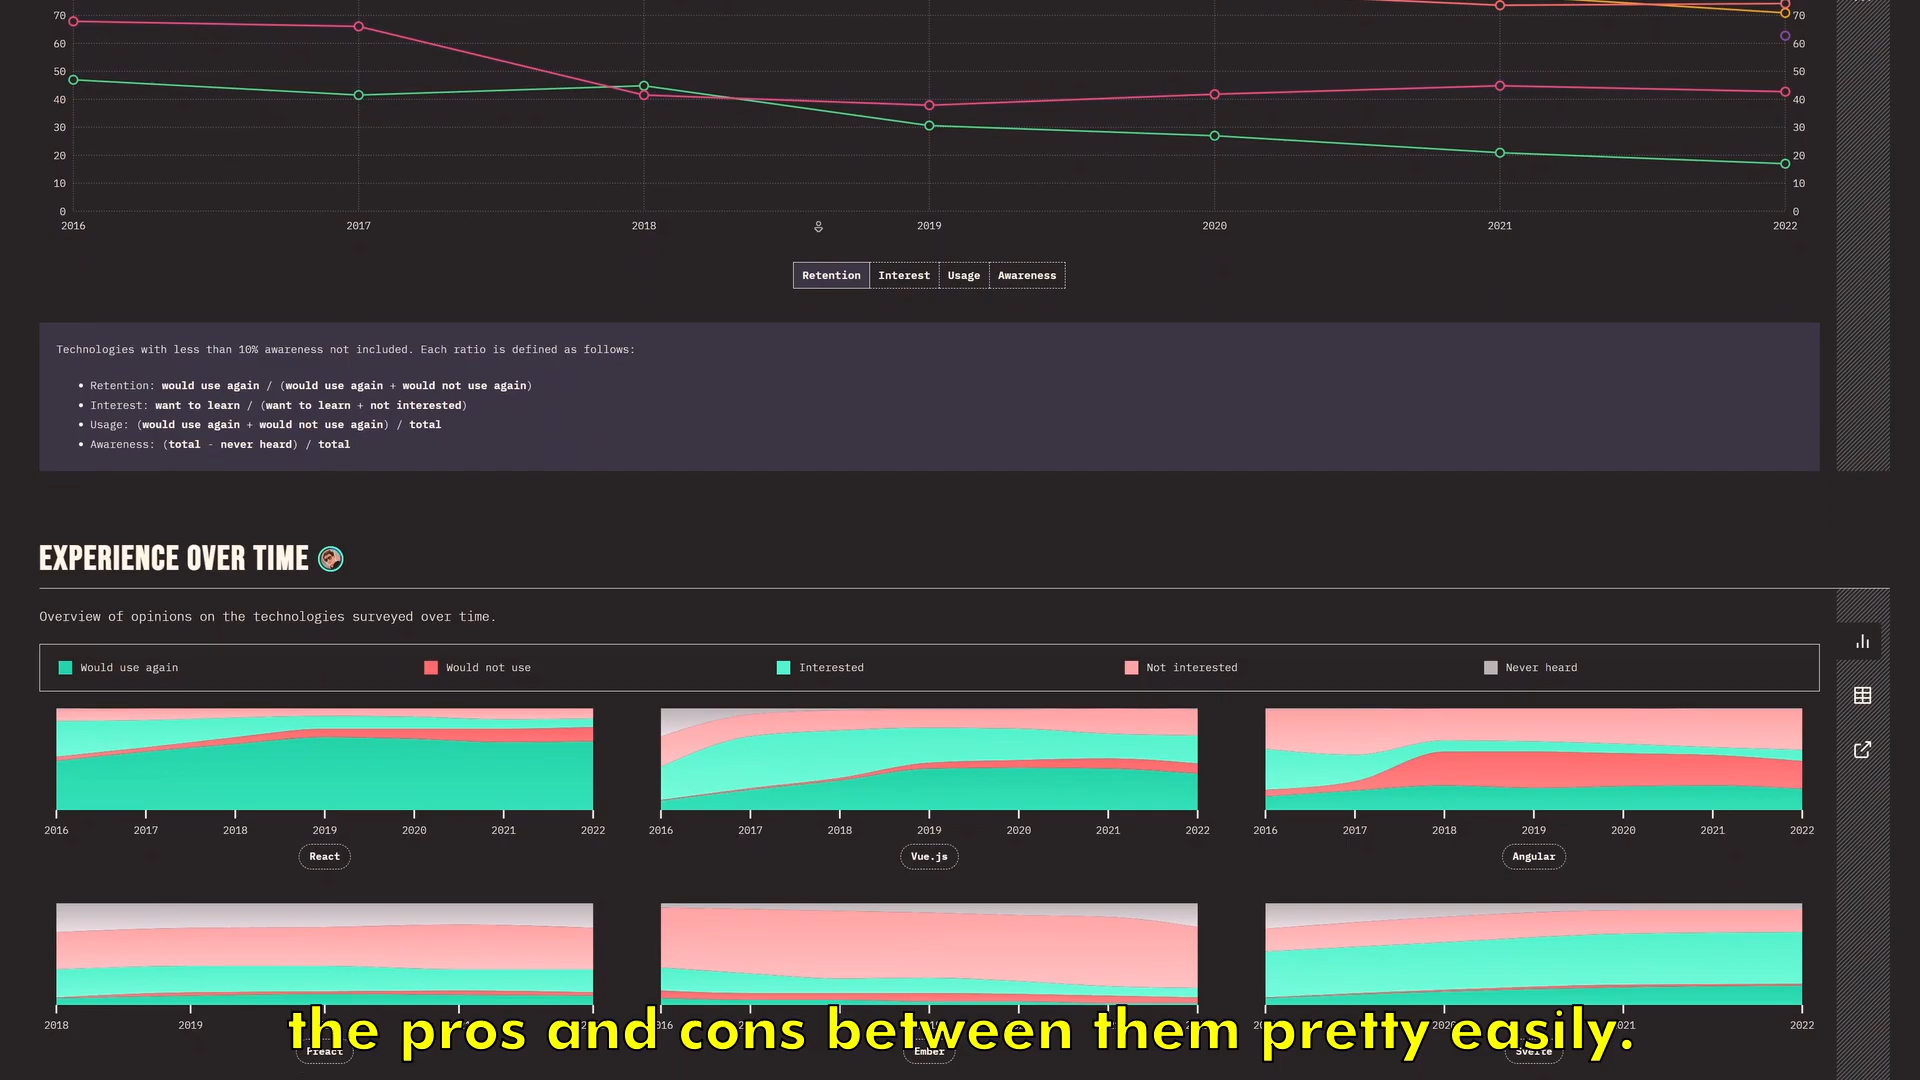 70 70
60 60
50 50
40 40
30 30
20 20
10 10
0 0
2016 2017 2018 2019 2020 2021 2022
Retention Interest Usage Awareness
Technologies with less than 10% awareness not included. Each ratio is defined as follows:
• Retention: would use again / (would use again + would not use again)
• Interest: want to learn / (want to learn + not interested)
• Usage: (would use again + would not use again) / total
• Awareness: (total - never heard) / total
EXPERIENCE OVER TIME
Overview of opinions on the technologies surveyed over time.
Would use again Would not use Interested Not interested Never heard
2016 2017 2018 2019 2020 2021 2022 2016 2017 2018 2019 2020 2021 2022 2016 2017 2018 2019 2020 2021 2022
React Vue.js Angular
2018 2019 2022
the pros and cons between them pretty easily.
Preact Ember Svelte